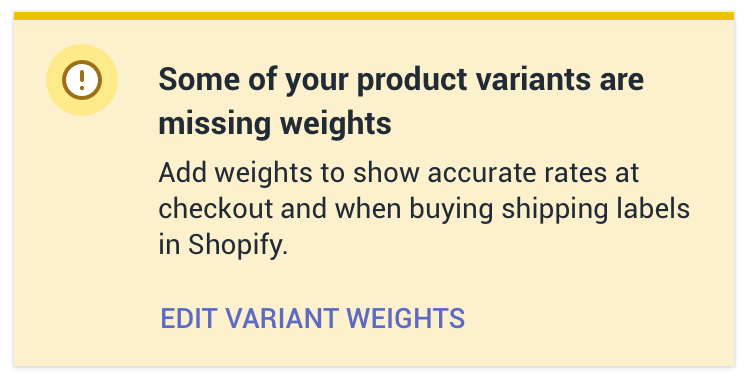 Some of your product variants are
missing weights
Add weights to show accurate rates at
checkout and when buying shipping labels
in Shopify.
EDIT VARIANT WEIGHTS